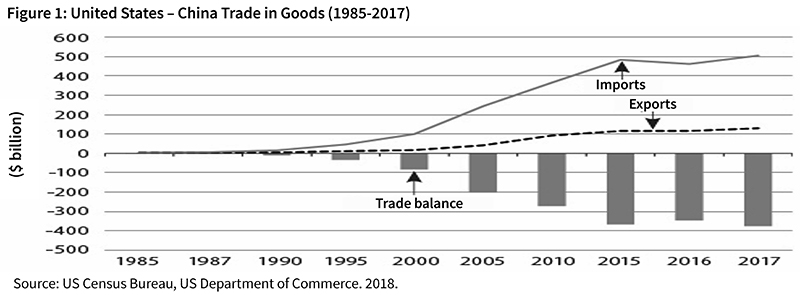 Figure 1: United States – China Trade in Goods (1985-2017)
600
500
400
300
200
100
0
-100
-200
-300
-400
-500
($ billion)
Imports
Exports
Trade balance
1985 1987 1990 1995 2000 2005 2010 2015 2016 2017
Source: US Census Bureau, US Department of Commerce. 2018.